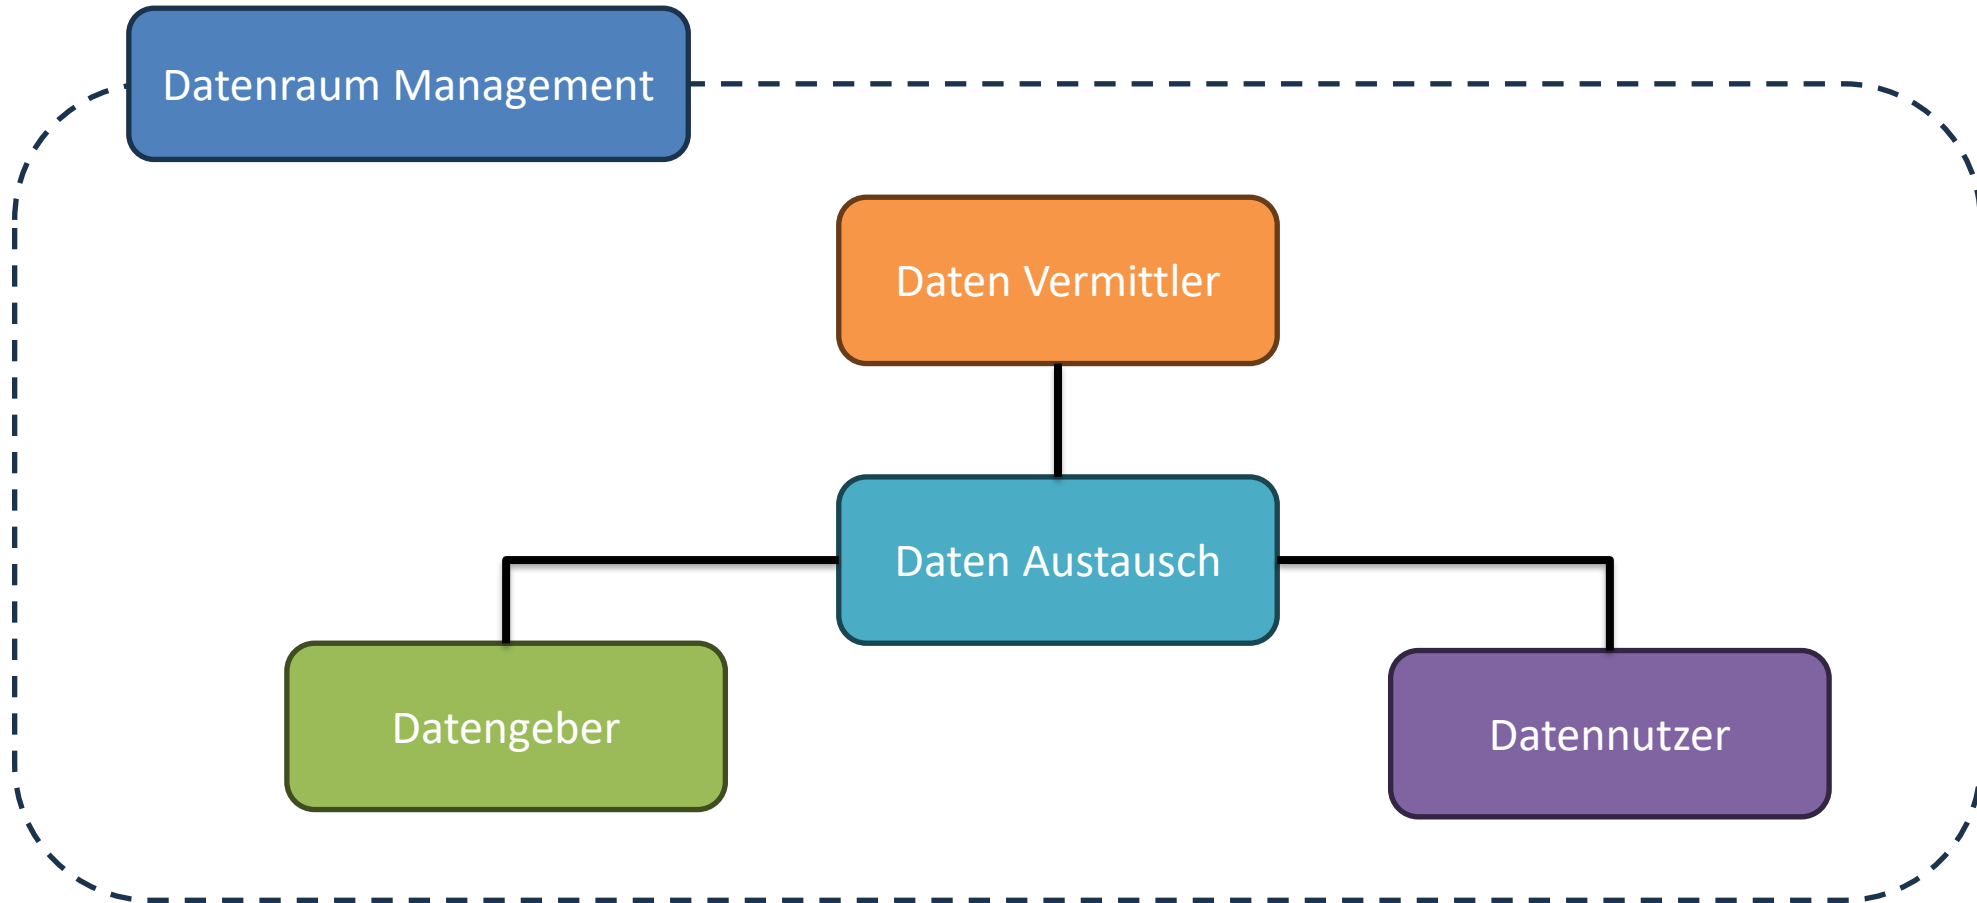 Datenraum Management
Daten Vermittler
Daten Austausch
Datengeber
Datennutzer